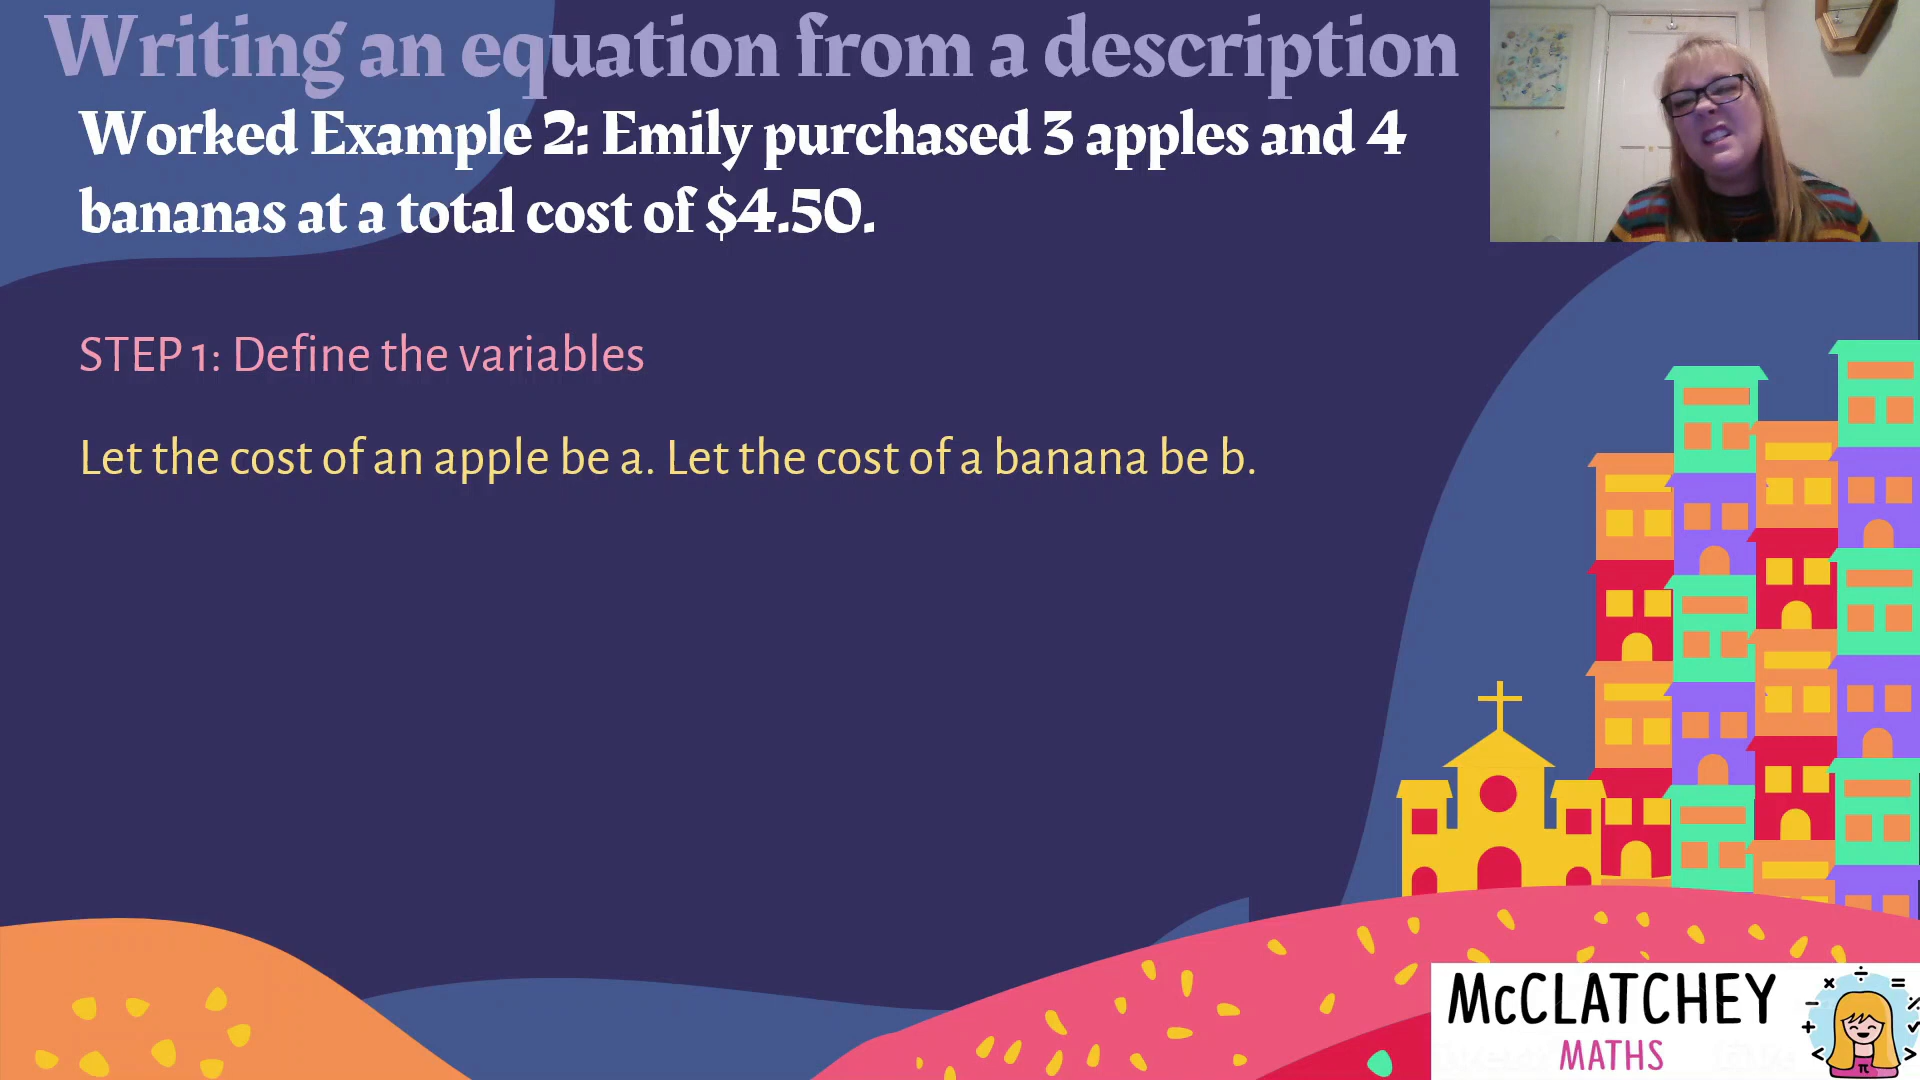 Writing an equation from a description
Worked Example 2: Emily purchased 3 apples and 4
bananas at a total cost of $4.50.
STEP 1: Define the variables
Let the cost of an apple be a. Let the cost of a banana be b.
McCLATCHEY
MATHS